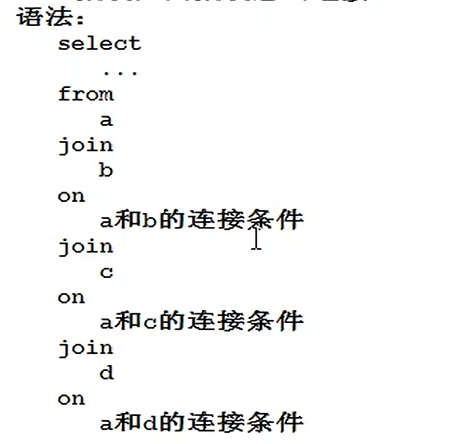 语法:
select
...
from
a
join
b
on
a和b的连接条件
join
c
on
a和c的连接条件
join
d
on
a和d的连接条件